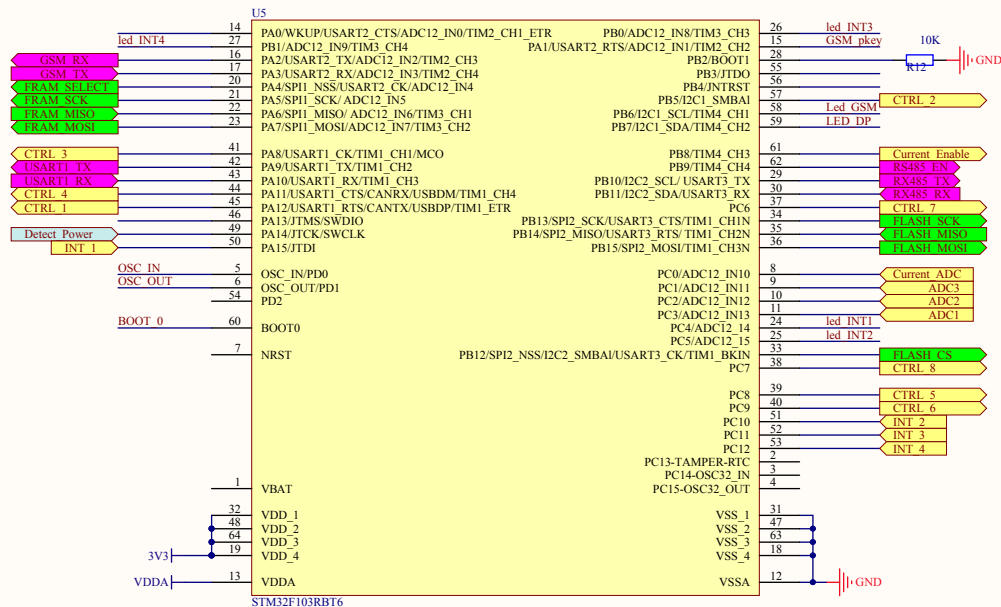 U5
14 PA0/WKUP/USART2_CTS/ADC12_IN0/TIM2_CH1_ETR
led_INT4 27 PB1/ADC12_IN9/TIM3_CH4
GSM_RX 16 PA2/USART2_TX/ADC12_IN2/TIM2_CH3
GSM_TX 17 PA3/USART2_RX/ADC12_IN3/TIM2_CH4
FRAM_SELECT 20 PA4/SPI1_NSS/USART2_CK/ADC12_IN4
FRAM_SCK 21 PA5/SPI1_SCK/ ADC12_IN5
FRAM_MISO 22 PA6/SPI1_MISO/ ADC12_IN6/TIM3_CH1
FRAM_MOSI 23 PA7/SPI1_MOSI/ADC12_IN7/TIM3_CH2
CTRL_3 41 PA8/USART1_CK/TIM1_CH1/MCO
USART1_TX 42 PA9/USART1_TX/TIM1_CH2
USART1_RX 43 PA10/USART1_RX/TIM1_CH3
CTRL_4 44 PA11/USART1_CTS/CANRX/USBDM/TIM1_CH4
CTRL_1 45 PA12/USART1_RTS/CANTX/USBDP/TIM1_ETR
46 PA13/JTMS/SWDIO
Detect_Power 49 PA14/JTCK/SWCLK
INT_1 50 PA15/JTDI
OSC_IN 5 OSC_IN/PD0
OSC_OUT 6 OSC_OUT/PD1
54 PD2
BOOT_0 60 BOOT0
7 NRST
1 VBAT
32 VDD_1
48 VDD_2
64 VDD_3
3V3 19 VDD_4
VDDA 13 VDDA
STM32F103RBT6
PB0/ADC12_IN8/TIM3_CH3 26 led_INT3
PA1/USART2_RTS/ADC12_IN1/TIM2_CH2 15 GSM_pkey
PB2/BOOT1 28 R12 10K GND
PB3/JTDO 55
PB4/JNTRST 56
PB5/I2C1_SMBAI 57 CTRL_2
PB6/I2C1_SCL/TIM4_CH1 58 Led_GSM
PB7/I2C1_SDA/TIM4_CH2 59 LED_DP
PB8/TIM4_CH3 61 Current_Enable
PB9/TIM4_CH4 62 RS485_EN
PB10/I2C2_SCL/ USART3_TX 29 RX485_TX
PB11/I2C2_SDA/USART3_RX 30 RX485_RX
PC6 37 CTRL_7
PB13/SPI2_SCK/USART3_CTS/TIM1_CH1N 34 FLASH_SCK
PB14/SPI2_MISO/USART3_RTS/ TIM1_CH2N 35 FLASH_MISO
PB15/SPI2_MOSI/TIM1_CH3N 36 FLASH_MOSI
PC0/ADC12_IN10 8 Current_ADC
PC1/ADC12_IN11 9 ADC3
PC2/ADC12_IN12 10 ADC2
PC3/ADC12_IN13 11 ADC1
PC4/ADC12_14 24 led_INT1
PC5/ADC12_15 25 led_INT2
PB12/SPI2_NSS/I2C2_SMBAI/USART3_CK/TIM1_BKIN 33 FLASH_CS
PC7 38 CTRL_8
PC8 39 CTRL_5
PC9 40 CTRL_6
PC10 51 INT_2
PC11 52 INT_3
PC12 53 INT_4
PC13-TAMPER-RTC 2
PC14-OSC32_IN 3
PC15-OSC32_OUT 4
VSS_1 31
VSS_2 47
VSS_3 63
VSS_4 18
VSSA 12 GND